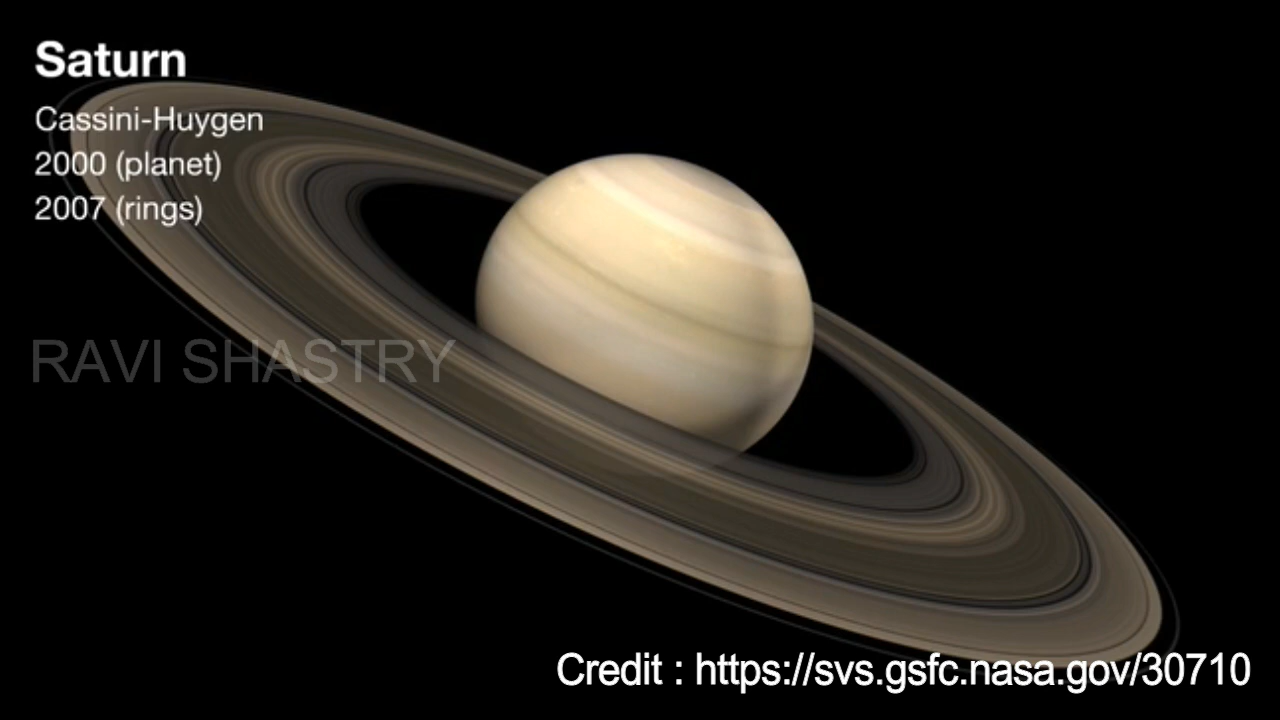 Saturn
Cassini-Huygen
2000 (planet)
2007 (rings)
RAVI SHASTRY
Credit : https://svs.gsfc.nasa.gov/30710